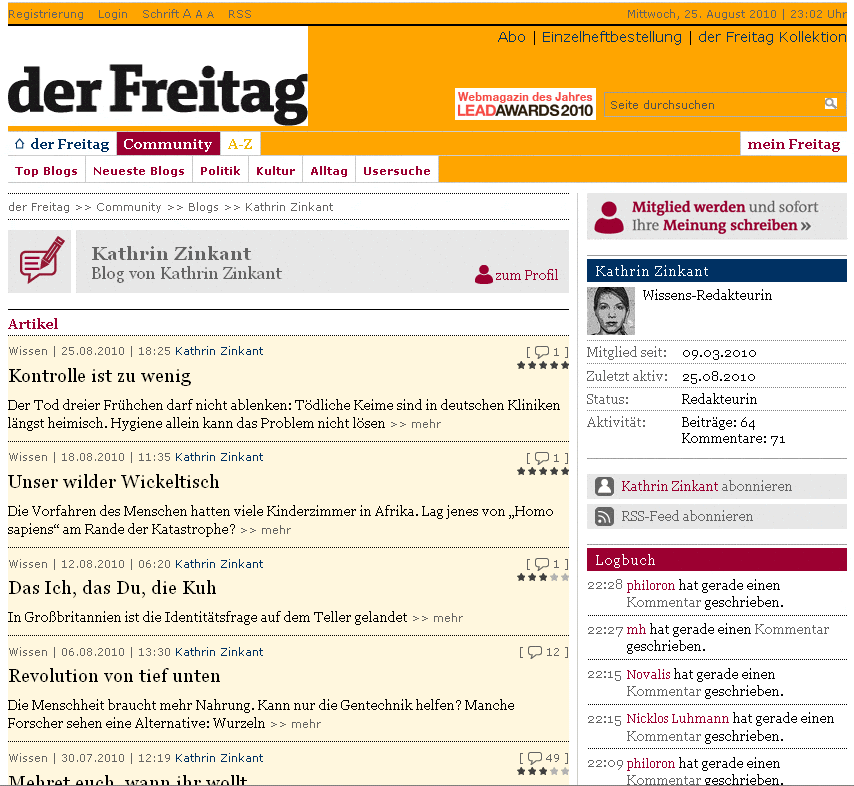 Registrierung Login Schrift A A A RSS
Mittwoch, 25. August 2010 | 23:02 Uhr
Abo | Einzelheftbestellung | der Freitag Kollektion
der Freitag
Webmagazin des Jahres
LEADAWARDS2010
Seite durchsuchen
der Freitag Community A-Z
mein Freitag
Top Blogs Neueste Blogs Politik Kultur Alltag Usersuche
der Freitag >> Community >> Blogs >> Kathrin Zinkant
Kathrin Zinkant
Blog von Kathrin Zinkant
zum Profil
Artikel
Wissen | 25.08.2010 | 18:25 Kathrin Zinkant
[ 1 ]
Kontrolle ist zu wenig
Der Tod dreier Frühchen darf nicht ablenken: Tödliche Keime sind in deutschen Kliniken
längst heimisch. Hygiene allein kann das Problem nicht lösen >> mehr
Wissen | 18.08.2010 | 11:35 Kathrin Zinkant
[ 1 ]
Unser wilder Wickeltisch
Die Vorfahren des Menschen hatten viele Kinderzimmer in Afrika. Lag jenes von „Homo
sapiens“ am Rande der Katastrophe? >> mehr
Wissen | 12.08.2010 | 06:20 Kathrin Zinkant
[ 1 ]
Das Ich, das Du, die Kuh
In Großbritannien ist die Identitätsfrage auf dem Teller gelandet >> mehr
Wissen | 06.08.2010 | 13:30 Kathrin Zinkant
[ 12 ]
Revolution von tief unten
Die Menschheit braucht mehr Nahrung. Kann nur die Gentechnik helfen? Manche
Forscher sehen eine Alternative: Wurzeln >> mehr
Wissen | 30.07.2010 | 12:19 Kathrin Zinkant
[ 49 ]
Mehret euch, wann ihr wollt
Mitglied werden und sofort
Ihre Meinung schreiben »
Kathrin Zinkant
Wissens-Redakteurin
Mitglied seit: 09.03.2010
Zuletzt aktiv: 25.08.2010
Status: Redakteurin
Aktivität: Beiträge: 64
Kommentare: 71
Kathrin Zinkant abonnieren
RSS-Feed abonnieren
Logbuch
22:28 philoron hat gerade einen
Kommentar geschrieben.
22:27 mh hat gerade einen Kommentar
geschrieben.
22:15 Novalis hat gerade einen
Kommentar geschrieben.
22:15 Nicklos Luhmann hat gerade einen
Kommentar geschrieben.
22:09 philoron hat gerade einen
Kommentar geschrieben.